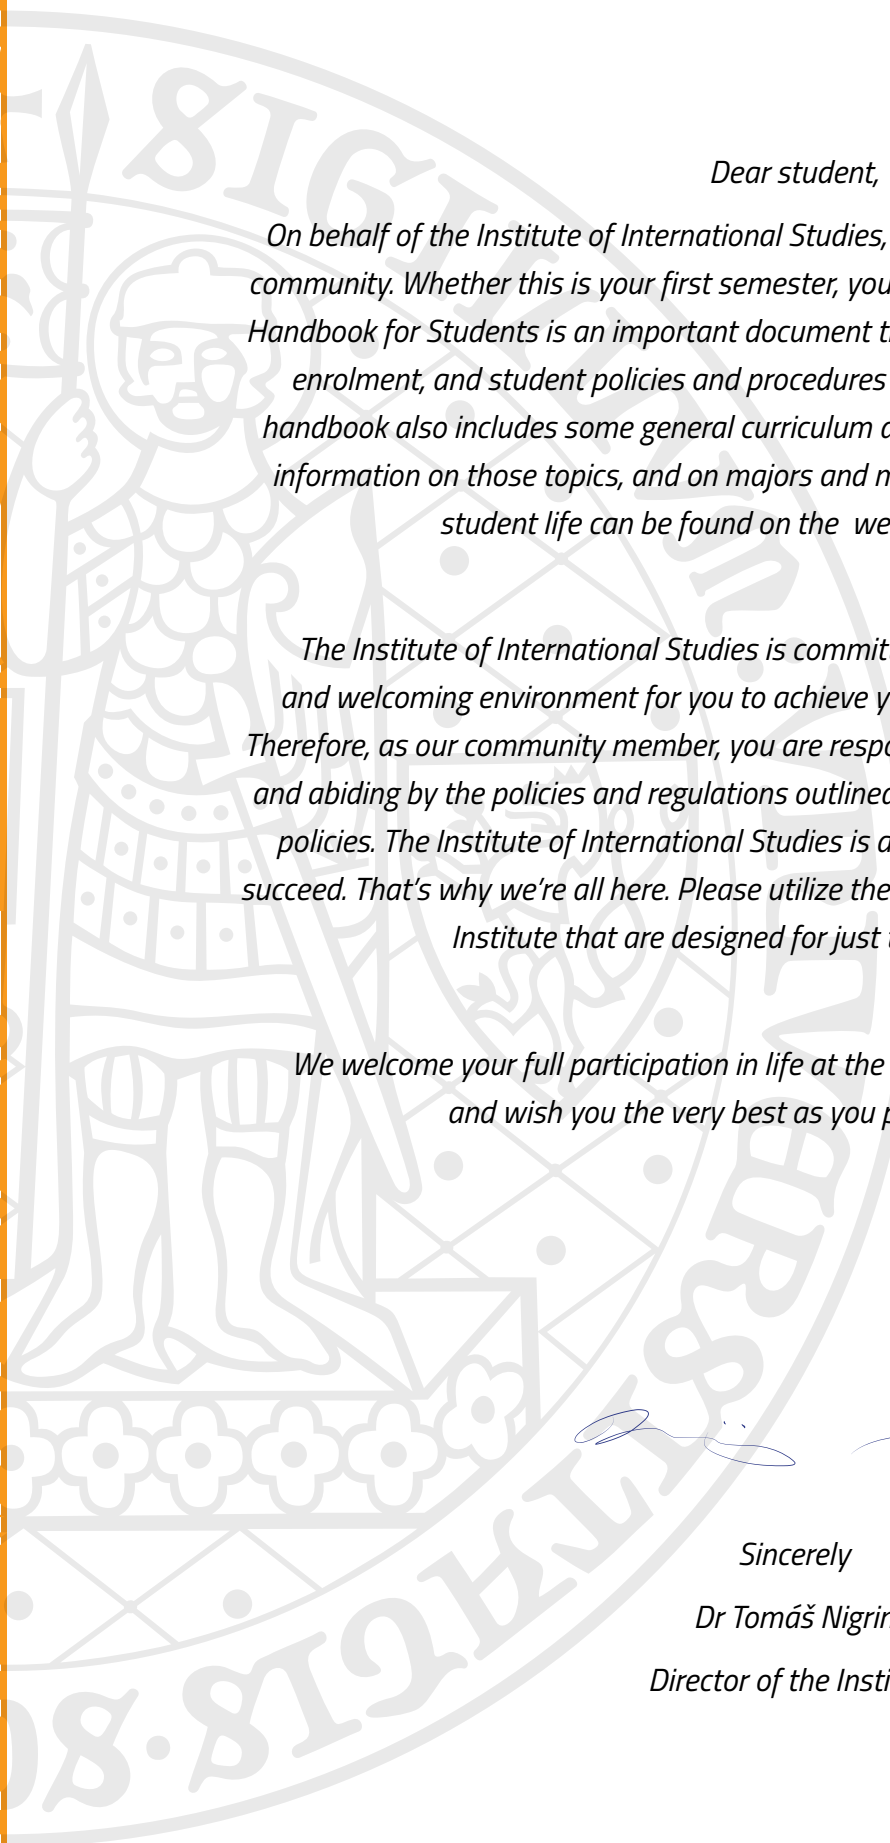 SIGILLVM VNIVERSITATIS·SC
Dear student,
On behalf of the Institute of International Studies,
community. Whether this is your first semester, you
Handbook for Students is an important document
enrolment, and student policies and procedures
handbook also includes some general curriculum
information on those topics, and on majors and
student life can be found on the we
The Institute of International Studies is commit
and welcoming environment for you to achieve y
Therefore, as our community member, you are respo
and abiding by the policies and regulations outlined
policies. The Institute of International Studies is
succeed. That's why we're all here. Please utilize the
Institute that are designed for just
We welcome your full participation in life at the
and wish you the very best as you p
Sincerely
Dr Tomáš Nigrin
Director of the Insti